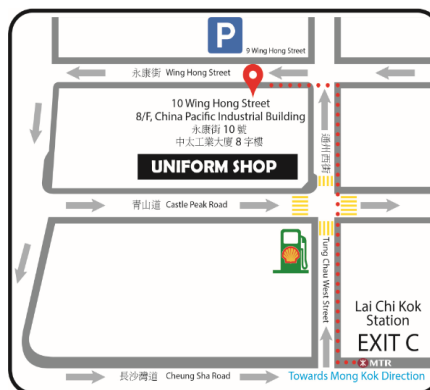 P
9 Wing Hong Street
永康街 Wing Hong Street
10 Wing Hong Street
8/F, China Pacific Industrial Building
永康街 10 號
中太工業大廈 8 字樓
UNIFORM SHOP
通州西街
青山道 Castle Peak Road
Tung Chau West Street
Lai Chi Kok
Station
EXIT C
MTR
Towards Mong Kok Direction
長沙灣道 Cheung Sha Road